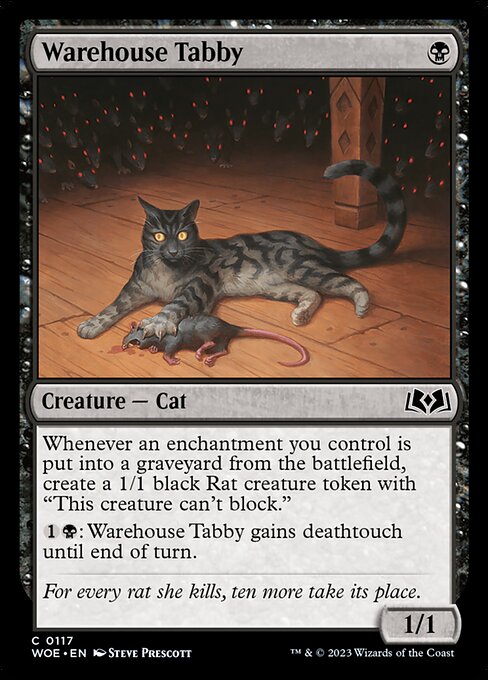 Warehouse Tabby
Creature — Cat
Whenever an enchantment you control is
put into a graveyard from the battlefield,
create a 1/1 black Rat creature token with
“This creature can’t block.”
1: Warehouse Tabby gains deathtouch
until end of turn.
For every rat she kills, ten more take its place.
1/1
C 0117
WOE • EN Steve Prescott
™ & © 2023 Wizards of the Coast